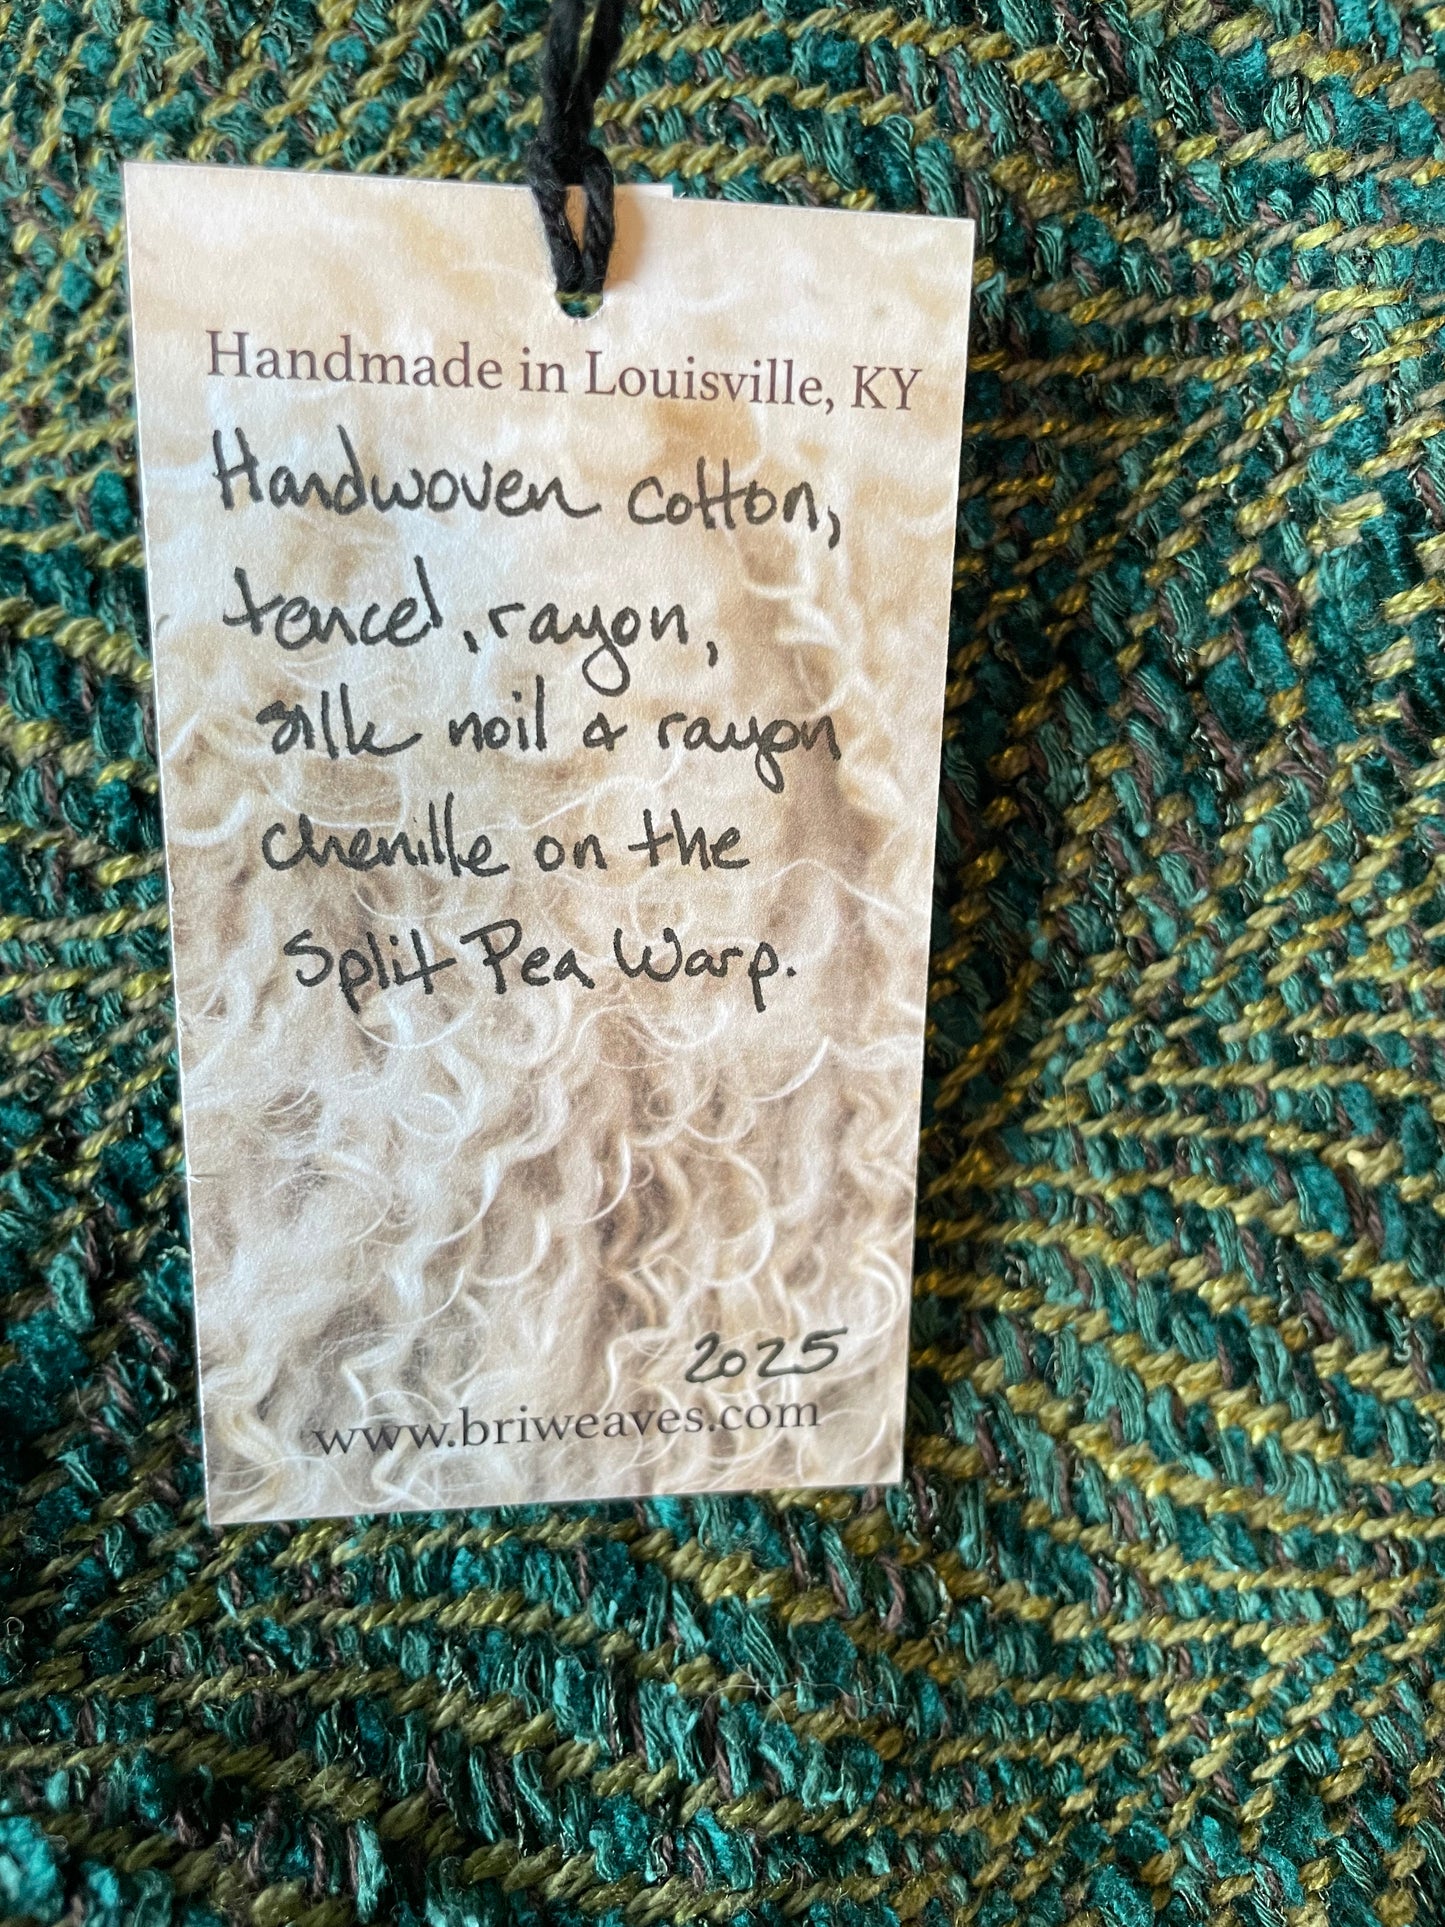 Handmade in Louisville, KY
Handwoven cotton,
tencel, rayon,
silk noil & rayon
chenille on the
Split Pea Warp.
2025
www.briweaves.com